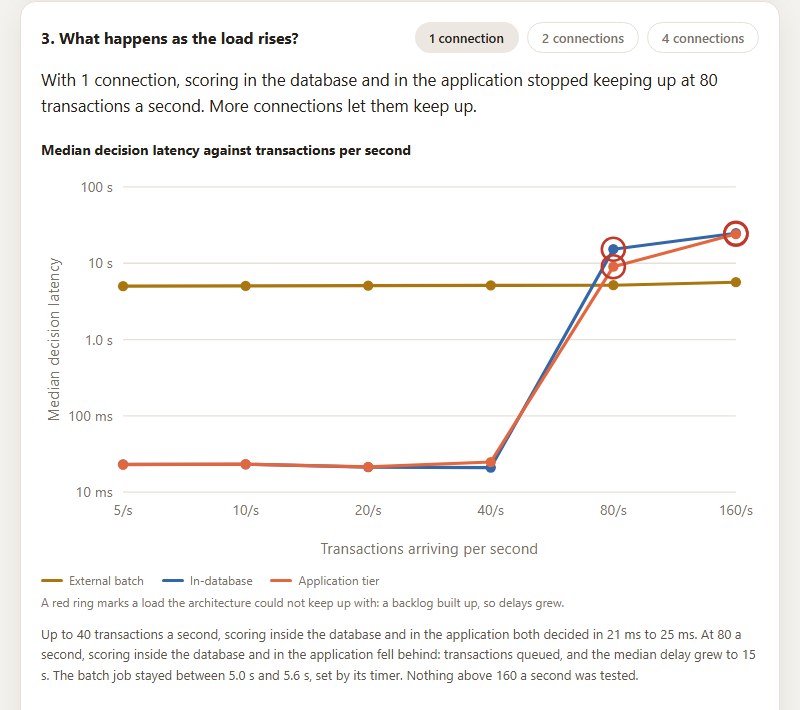 3. What happens as the load rises?
1 connection
2 connections
4 connections
With 1 connection, scoring in the database and in the application stopped keeping up at 80
transactions a second. More connections let them keep up.
Median decision latency against transactions per second
100 s
10 s
1.0 s
100 ms
10 ms
Median decision latency
5/s
10/s
20/s
40/s
80/s
160/s
Transactions arriving per second
External batch
In-database
Application tier
A red ring marks a load the architecture could not keep up with: a backlog built up, so delays grew.
Up to 40 transactions a second, scoring inside the database and in the application both decided in 21 ms to 25 ms. At 80 a
second, scoring inside the database and in the application fell behind: transactions queued, and the median delay grew to 15
s. The batch job stayed between 5.0 s and 5.6 s, set by its timer. Nothing above 160 a second was tested.